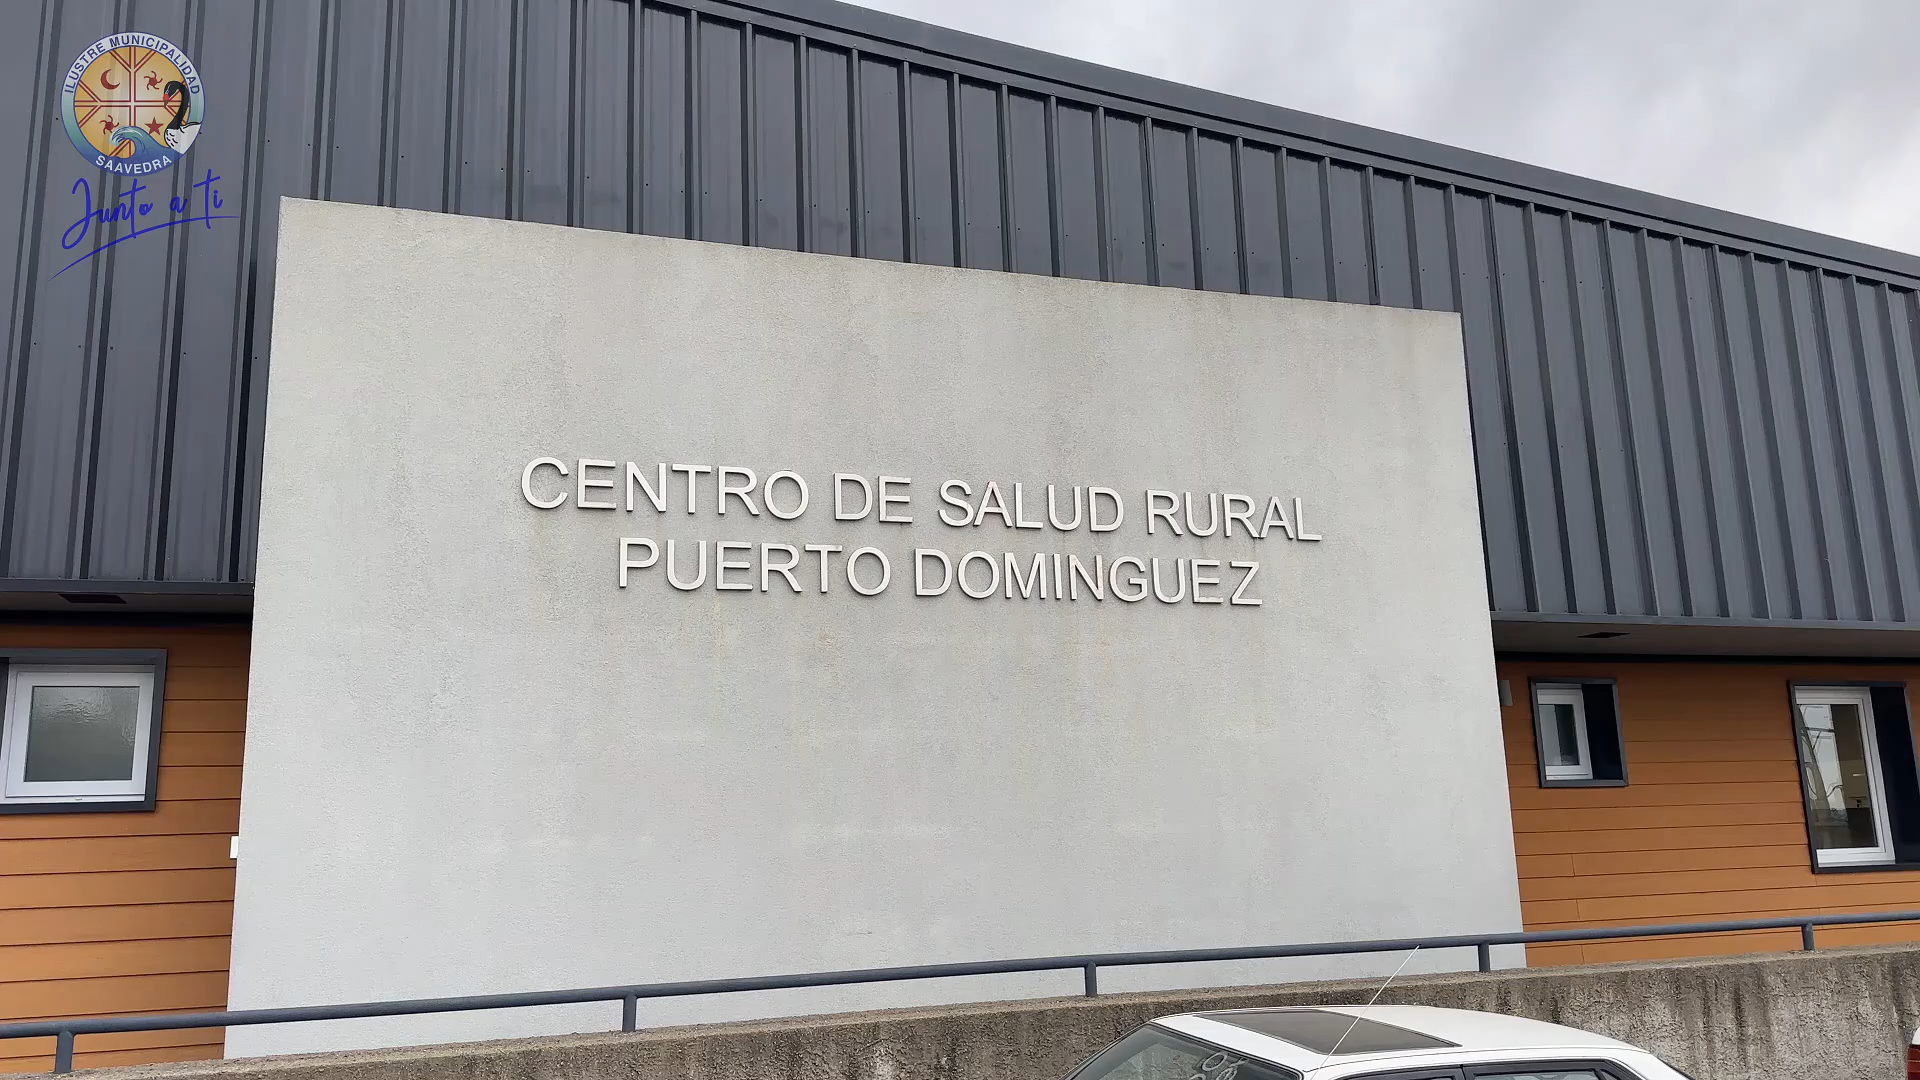 ILUSTRE MUNICIPALIDAD
SAAVEDRA
Junto a ti
CENTRO DE SALUD RURAL
PUERTO DOMINGUEZ